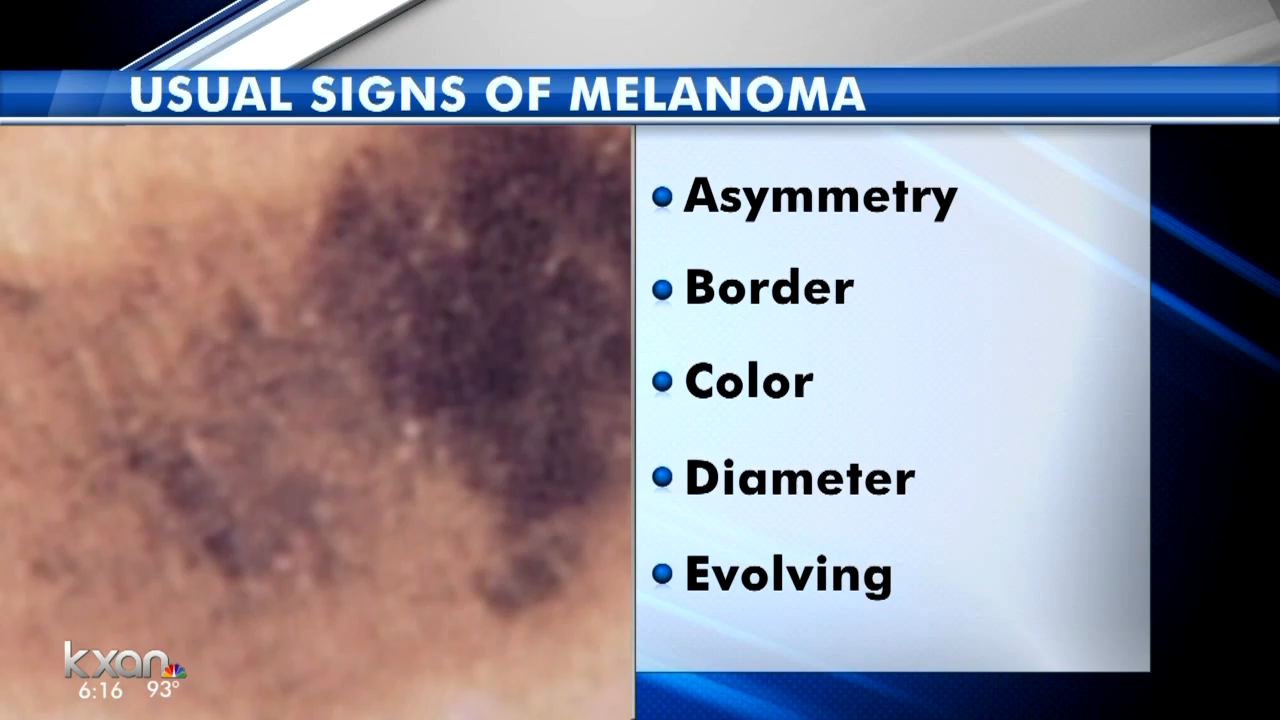 USUAL SIGNS OF MELANOMA
Asymmetry
Border
Color
Diameter
Evolving
kxan
6:16 93°